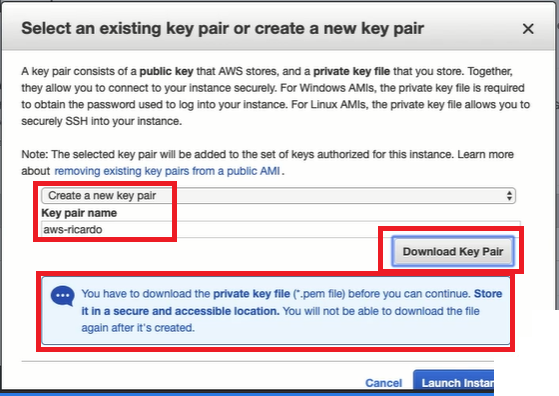 Select an existing key pair or create a new key pair
A key pair consists of a public key that AWS stores, and a private key file that you store. Together,
they allow you to connect to your instance securely. For Windows AMIs, the private key file is required
to obtain the password used to log into your instance. For Linux AMIs, the private key file allows you to
securely SSH into your instance.
Note: The selected key pair will be added to the set of keys authorized for this instance. Learn more
about removing existing key pairs from a public AMI.
Create a new key pair
Key pair name
aws-ricardo
Download Key Pair
You have to download the private key file (*.pem file) before you can continue. Store
it in a secure and accessible location. You will not be able to download the file
again after it's created.
Cancel Launch Instan